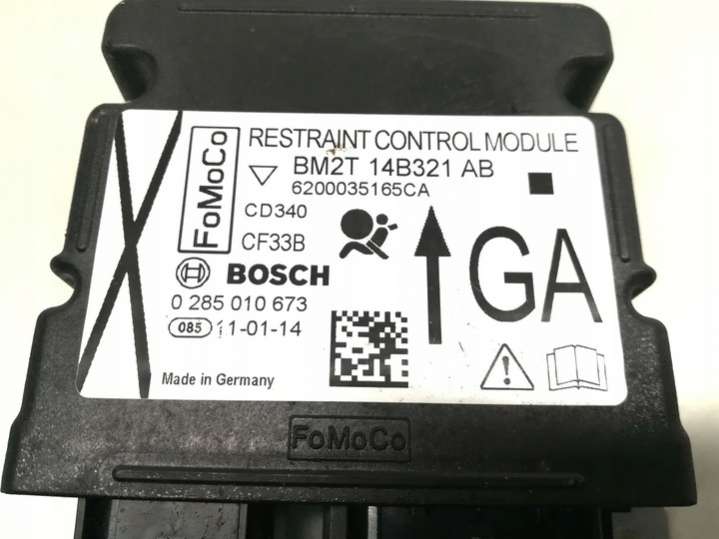 FoMoCo
RESTRAINT CONTROL MODULE
BM2T 14B321 AB
6200035165CA
CD340
CF33B
BOSCH
GA
0 285 010 673
085 11-01-14
Made in Germany
FoMoCo